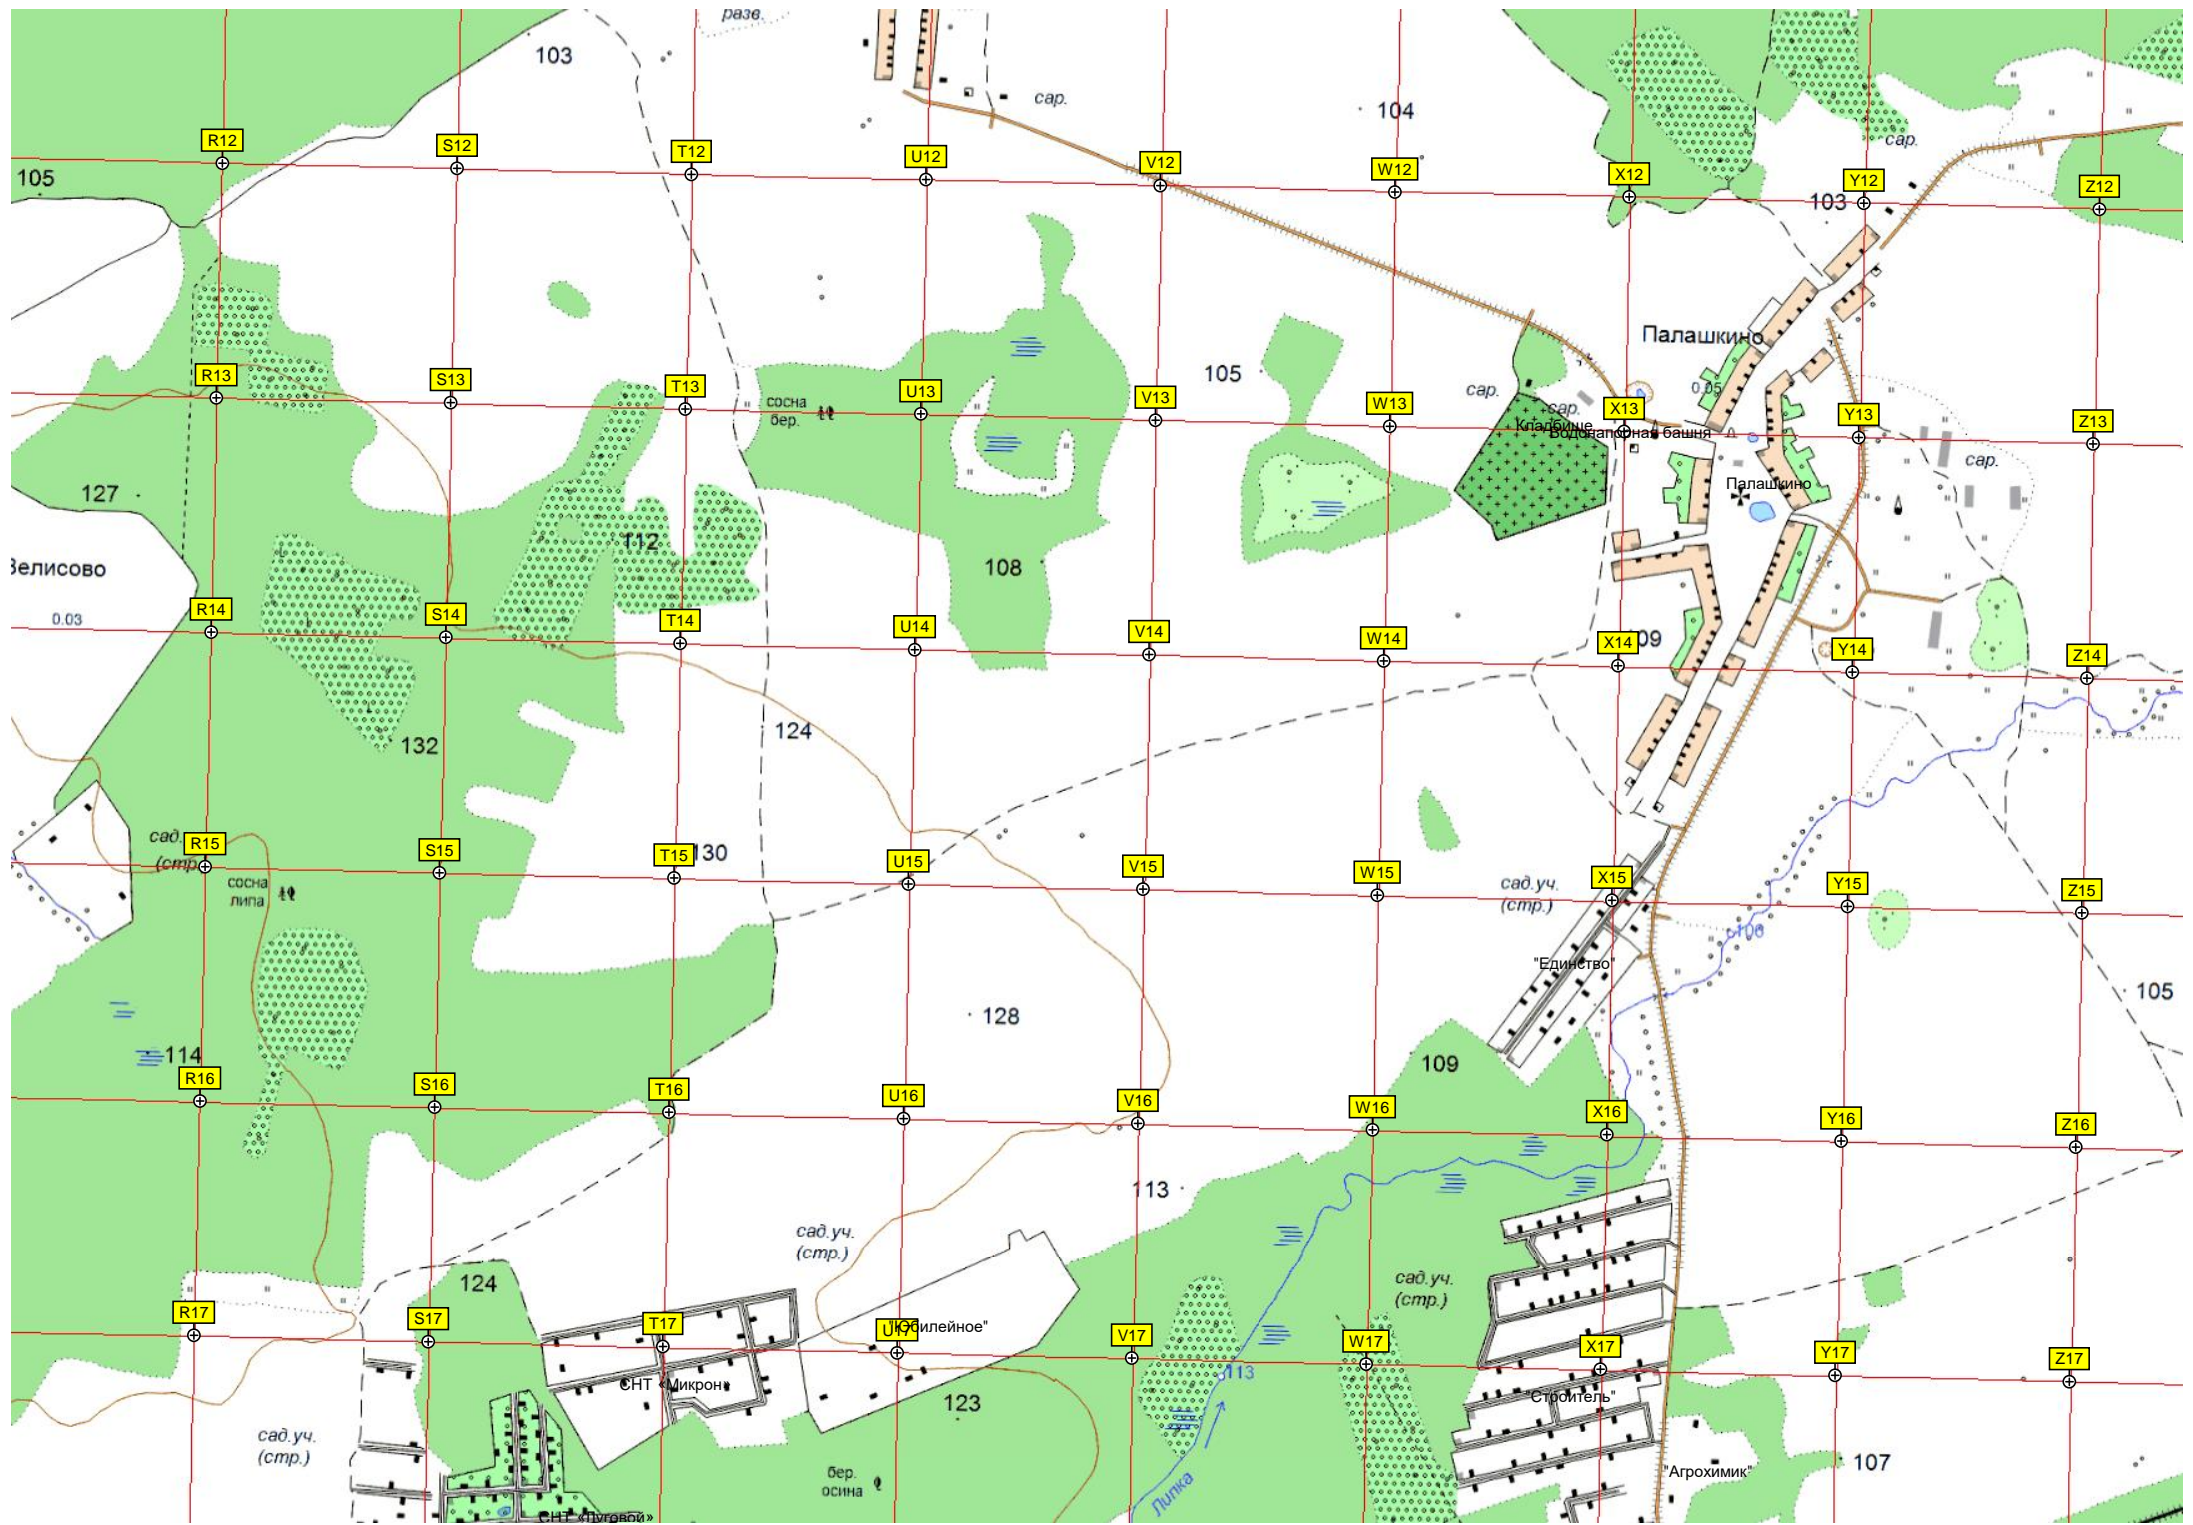 разв.
103
104
сар.
сар.
R12
S12
T12
U12
V12
W12
X12
Y12
Z12
105
103
Палашкино
105
0.05
R13
S13
T13
U13
V13
W13
X13
Y13
Z13
сосна
бер.
сар.
сар.
Кладбище
Водонапорная башня
сар.
127
Палашкино
112
108
Велисово
0.03
R14
S14
T14
U14
V14
W14
X14
109
Y14
Z14
132
124
сад.
(стр.
R15
S15
T15
130
U15
V15
W15
X15
Y15
Z15
сосна
липа
сад.уч.
(стр.)
106
"Единство"
105
128
114
109
R16
S16
T16
U16
V16
W16
X16
Y16
Z16
113
сад.уч.
(стр.)
124
сад.уч.
(стр.)
R17
S17
T17
U17
"Юбилейное"
V17
W17
X17
Y17
Z17
СНТ «Микрон»
113
"Строитель"
123
сад.уч.
(стр.)
бер.
осина
Липка
"Агрохимик"
107
СНТ «Луговой»